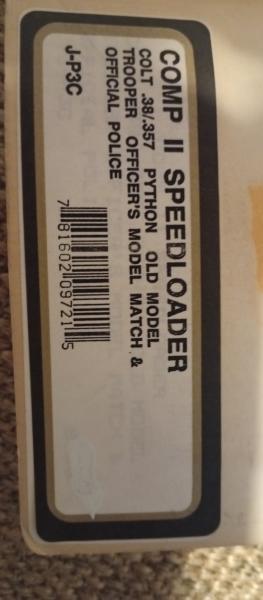 COMP II SPEEDLOADER
COLT .38/.357 PYTHON OLD MODEL
TROOPER OFFICER'S MODEL MATCH &
OFFICIAL POLICE
J-P3C
7 81602 09721 5